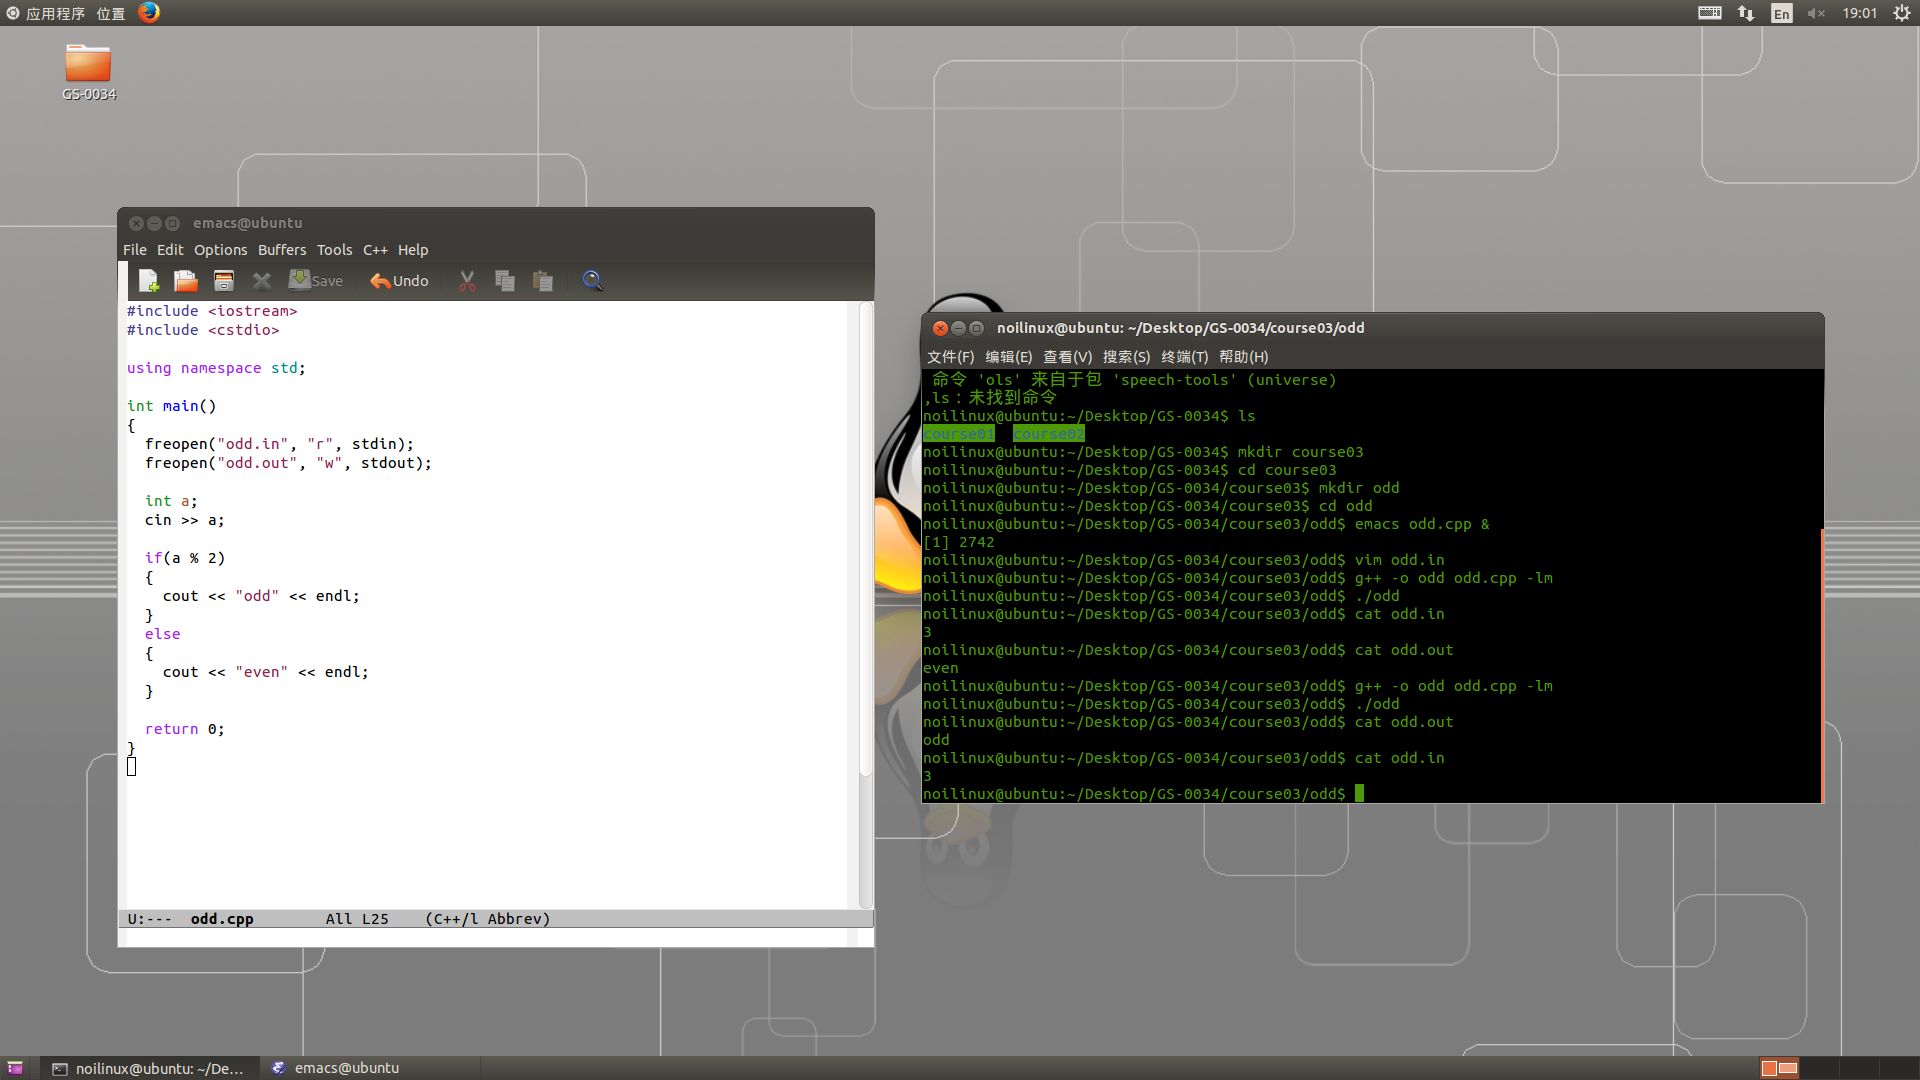 应用程序 位置
En 19:01
GS-0034
emacs@ubuntu
File Edit Options Buffers Tools C++ Help
Save Undo
#include <iostream>
#include <cstdio>
using namespace std;
int main()
{
  freopen("odd.in", "r", stdin);
  freopen("odd.out", "w", stdout);
  int a;
  cin >> a;
  if(a % 2)
  {
    cout << "odd" << endl;
  }
  else
  {
    cout << "even" << endl;
  }
  return 0;
}
U:--- odd.cpp All L25 (C++/l Abbrev)
noilinux@ubuntu: ~/Desktop/GS-0034/course03/odd
文件(F) 编辑(E) 查看(V) 搜索(S) 终端(T) 帮助(H)
命令 'ols' 来自于包 'speech-tools' (universe)
,ls：未找到命令
noilinux@ubuntu:~/Desktop/GS-0034$ ls
course01 course02
noilinux@ubuntu:~/Desktop/GS-0034$ mkdir course03
noilinux@ubuntu:~/Desktop/GS-0034$ cd course03
noilinux@ubuntu:~/Desktop/GS-0034/course03$ mkdir odd
noilinux@ubuntu:~/Desktop/GS-0034/course03$ cd odd
noilinux@ubuntu:~/Desktop/GS-0034/course03/odd$ emacs odd.cpp &
[1] 2742
noilinux@ubuntu:~/Desktop/GS-0034/course03/odd$ vim odd.in
noilinux@ubuntu:~/Desktop/GS-0034/course03/odd$ g++ -o odd odd.cpp -lm
noilinux@ubuntu:~/Desktop/GS-0034/course03/odd$ ./odd
noilinux@ubuntu:~/Desktop/GS-0034/course03/odd$ cat odd.in
3
noilinux@ubuntu:~/Desktop/GS-0034/course03/odd$ cat odd.out
even
noilinux@ubuntu:~/Desktop/GS-0034/course03/odd$ g++ -o odd odd.cpp -lm
noilinux@ubuntu:~/Desktop/GS-0034/course03/odd$ ./odd
noilinux@ubuntu:~/Desktop/GS-0034/course03/odd$ cat odd.out
odd
noilinux@ubuntu:~/Desktop/GS-0034/course03/odd$ cat odd.in
3
noilinux@ubuntu:~/Desktop/GS-0034/course03/odd$
noilinux@ubuntu: ~/De...
emacs@ubuntu